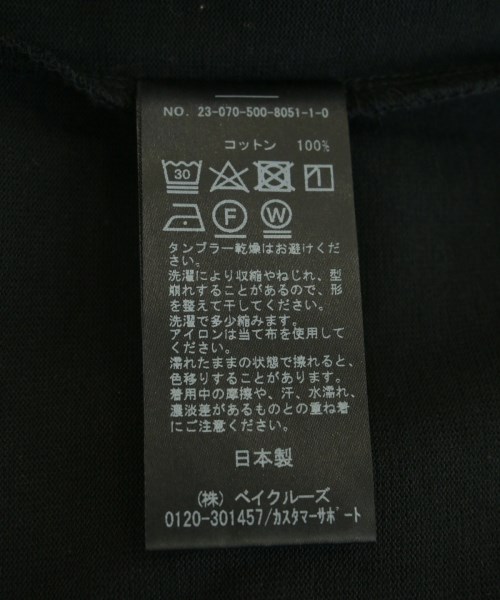 NO. 23-070-500-8051-1-0
コットン 100%
30
F W
タンブラー乾燥はお避けくだ
さい。
洗濯により収縮やねじれ、型
崩れすることがあるので、形
を整えて干してください。
洗濯で多少縮みます。
アイロンは当て布を使用して
ください。
濡れたままの状態で擦れると、
色移りすることがあります。
着用中の摩擦や、汗、水濡れ、
濃淡差があるものとの重ね着
にご注意ください。
日本製
(株) ベイクルーズ
0120-301457/カスタマーサポート